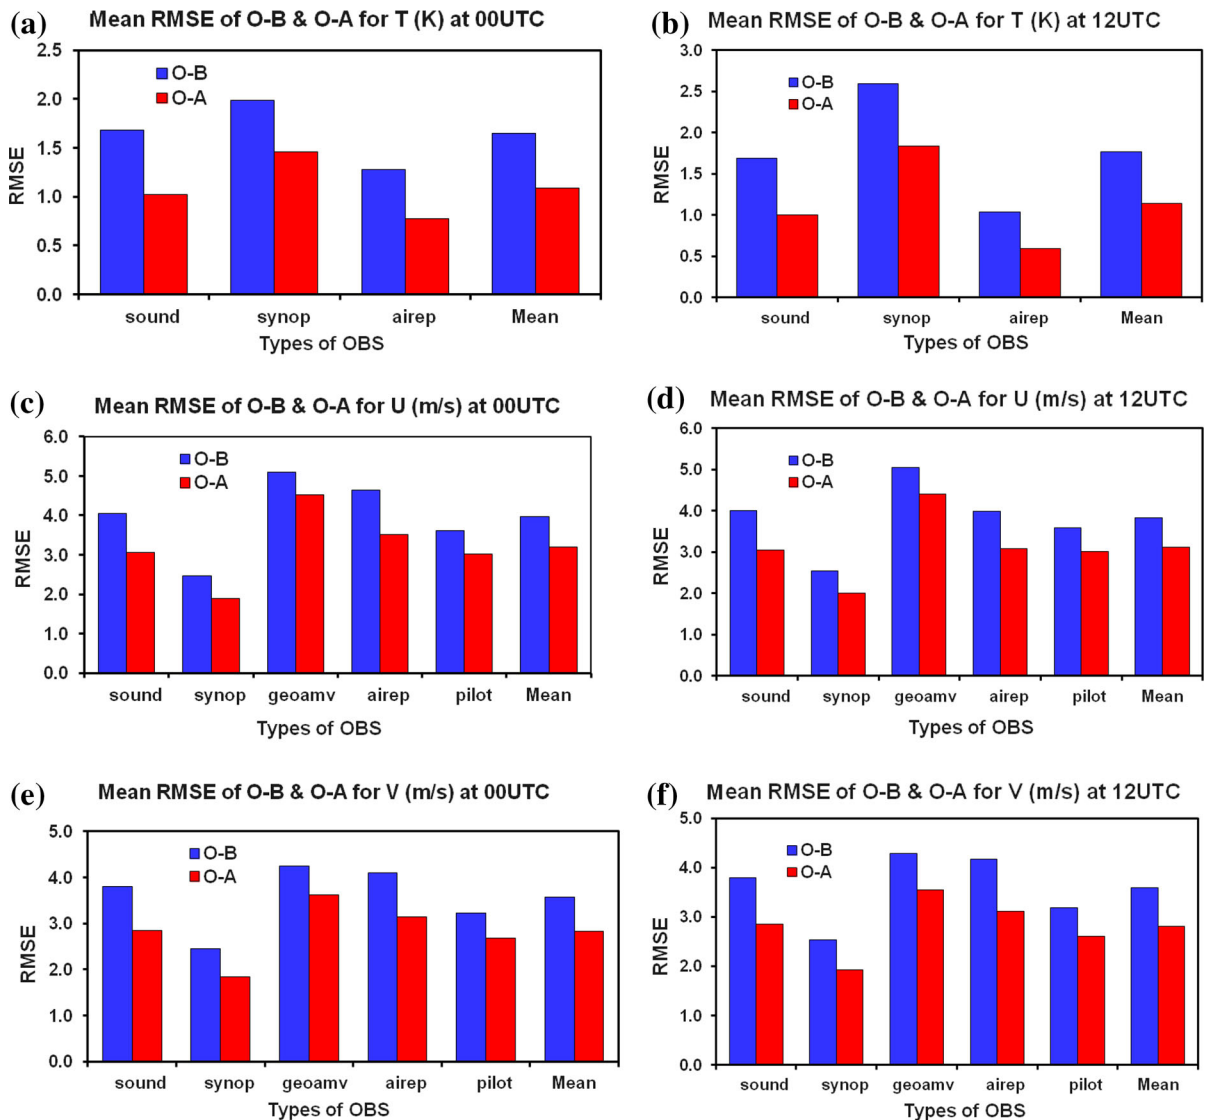 (a)
Mean RMSE of O-B & O-A for T (K) at 00UTC
2.5
2.0
1.5
1.0
0.5
0.0
RMSE
O-B
O-A
sound synop airep Mean
Types of OBS
(b)
Mean RMSE of O-B & O-A for T (K) at 12UTC
3.0
2.5
2.0
1.5
1.0
0.5
0.0
RMSE
O-B
O-A
sound synop airep Mean
Types of OBS
(c)
Mean RMSE of O-B & O-A for U (m/s) at 00UTC
6.0
5.0
4.0
3.0
2.0
1.0
0.0
RMSE
O-B
O-A
sound synop geoamv airep pilot Mean
Types of OBS
(d)
Mean RMSE of O-B & O-A for U (m/s) at 12UTC
6.0
5.0
4.0
3.0
2.0
1.0
0.0
RMSE
O-B
O-A
sound synop geoamv airep pilot Mean
Types of OBS
(e)
Mean RMSE of O-B & O-A for V (m/s) at 00UTC
5.0
4.0
3.0
2.0
1.0
0.0
RMSE
O-B
O-A
sound synop geoamv airep pilot Mean
Types of OBS
(f)
Mean RMSE of O-B & O-A for V (m/s) at 12UTC
5.0
4.0
3.0
2.0
1.0
0.0
RMSE
O-B
O-A
sound synop geoamv airep pilot Mean
Types of OBS